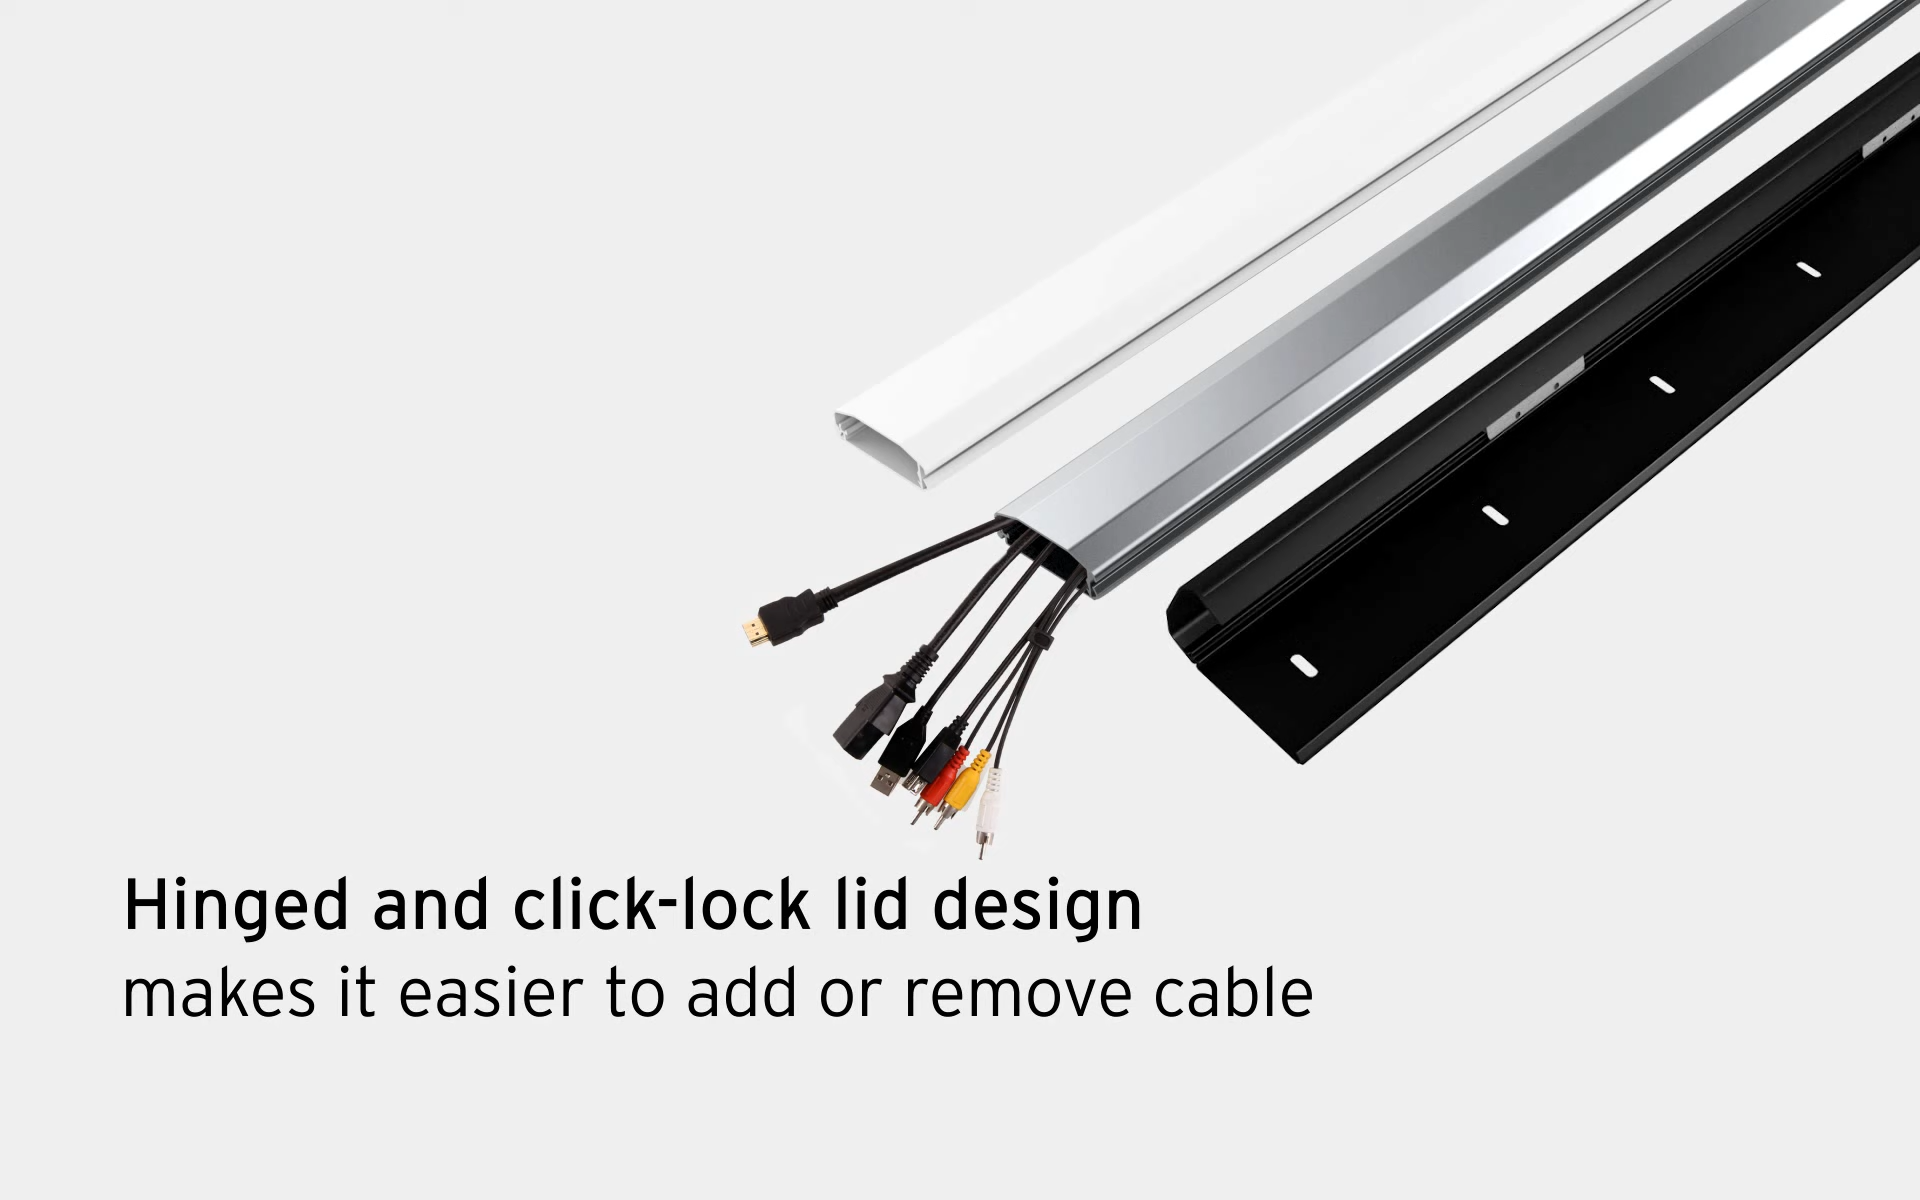 Hinged and click-lock lid design
makes it easier to add or remove cable